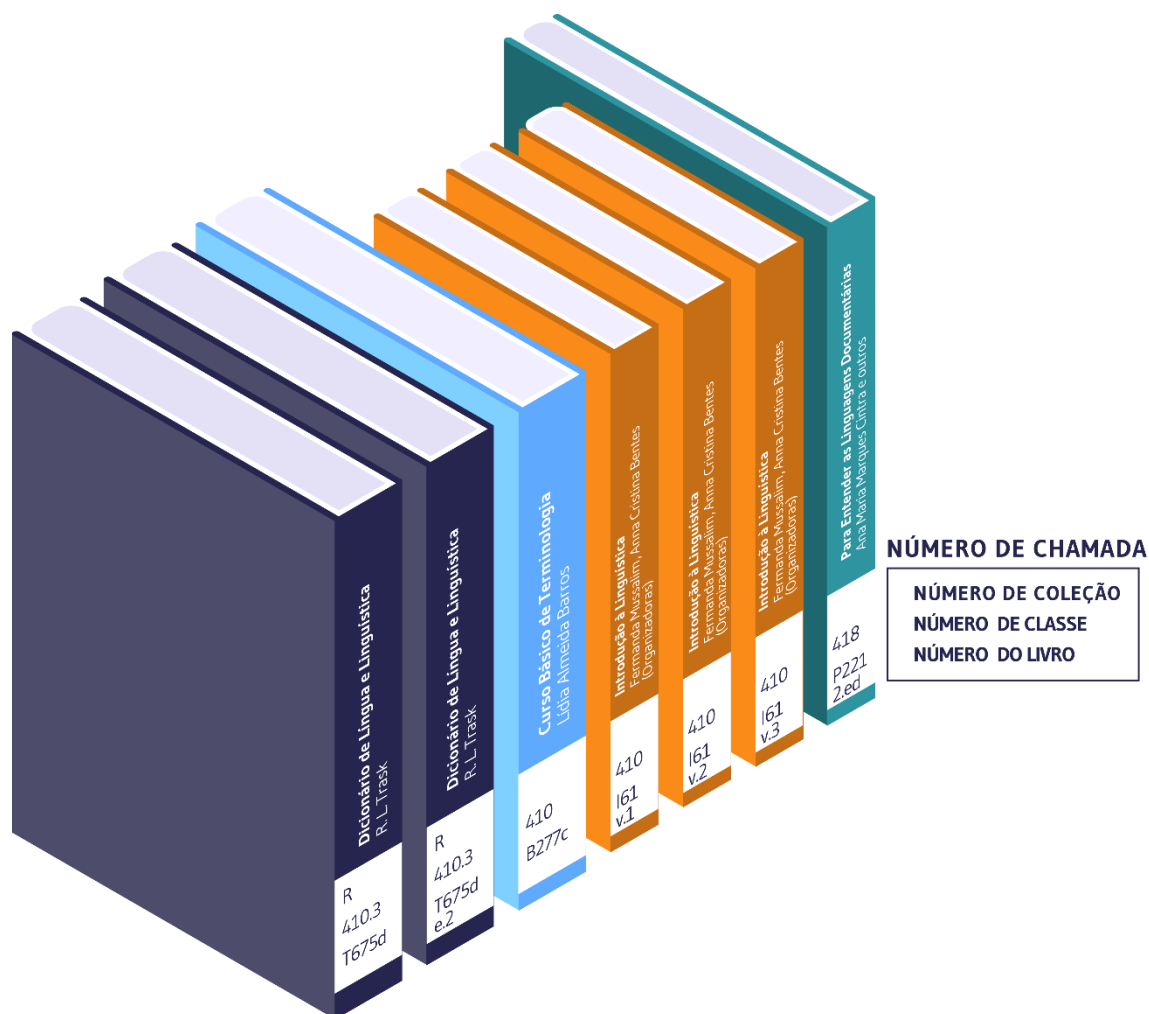 Dicionário de Língua e Linguística
R. L. Trask
R
410.3
T675d
Dicionário de Língua e Linguística
R. L. Trask
R
410.3
T675d
e.2
Curso Básico de Terminologia
Lídia Almeida Barros
410
B277c
Introdução à Linguística
Fernanda Mussalim, Anna Cristina Bentes
(Organizadoras)
410
I61
v.1
Introdução à Linguística
Fernanda Mussalim, Anna Cristina Bentes
(Organizadoras)
410
I61
v.2
Introdução à Linguística
Fernanda Mussalim, Anna Cristina Bentes
(Organizadoras)
410
I61
v.3
Para Entender as Linguagens Documentárias
Ana Maria Marques Cintra e outros
418
P221
2.ed
NÚMERO DE CHAMADA
NÚMERO DE COLEÇÃO
NÚMERO DE CLASSE
NÚMERO DO LIVRO